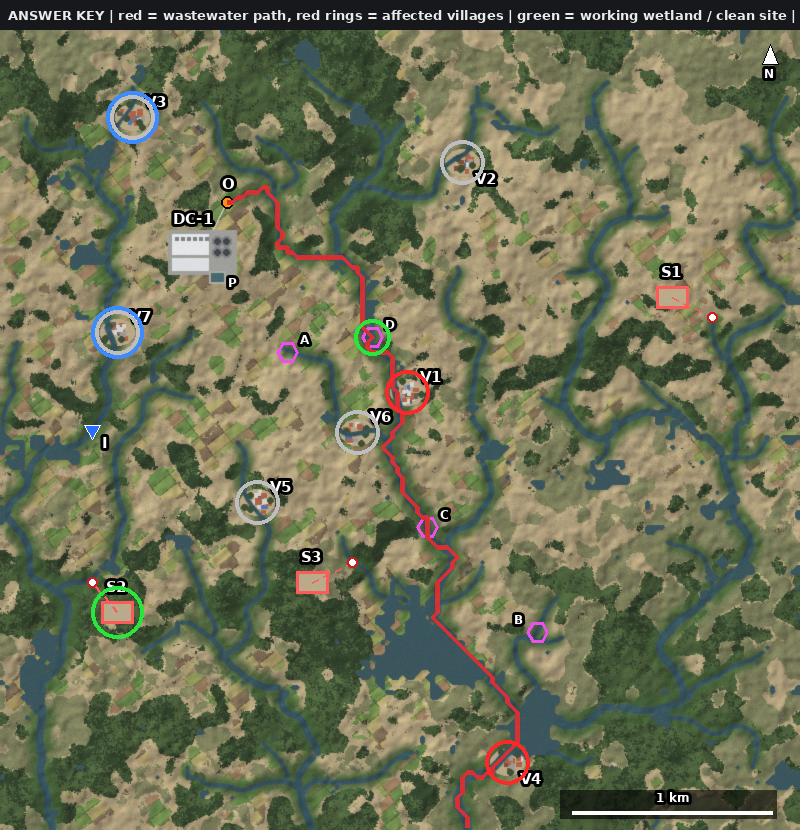 ANSWER KEY | red = wastewater path, red rings = affected villages | green = working wetland / clean site |
N
V3
V2
O
DC-1
P
S1
V7
D
A
V1
V6
I
V5
C
S3
S2
B
V4
1 km